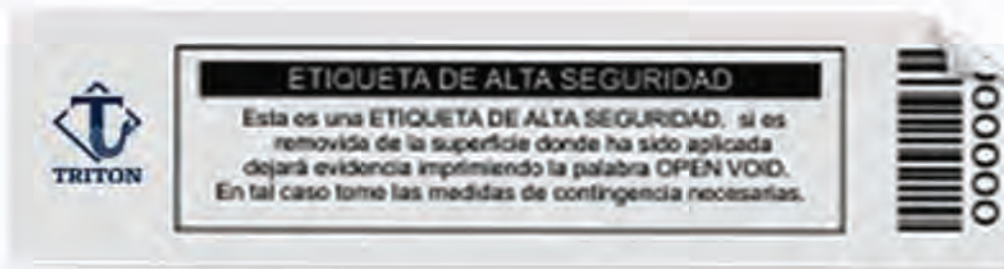 TRITON
ETIQUETA DE ALTA SEGURIDAD
Esta es una ETIQUETA DE ALTA SEGURIDAD. si es
removida de la superficie donde ha sido aplicada
dejará evidencia imprimiendo la palabra OPEN VOID.
En tal caso tome las medidas de contingencia necesarias.